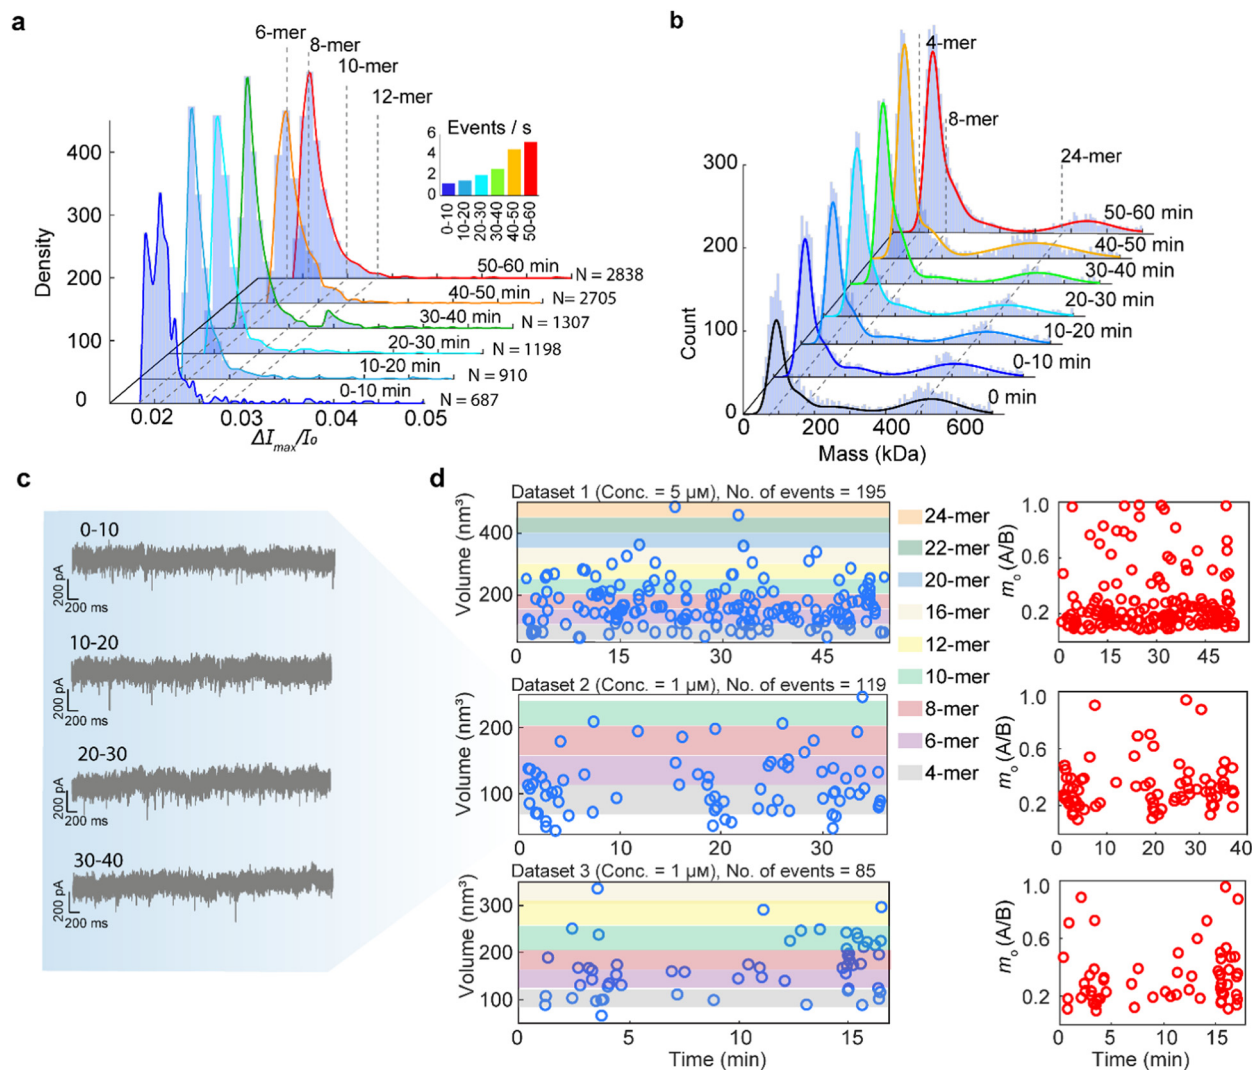 a
6-mer
8-mer
10-mer
12-mer
Events / s
6
4
2
0
0-10
10-20
20-30
30-40
40-50
50-60
Density
400
300
200
100
0
50-60 min
N = 2838
40-50 min
N= 2705
30-40 min
N = 1307
20-30 min
N = 1198
10-20 min
N = 910
0-10 min
N = 687
0.02
0.03
0.04
0.05
ΔImax/I0
b
4-mer
8-mer
24-mer
Count
300
200
100
0
50-60 min
40-50 min
30-40 min
20-30 min
10-20 min
0-10 min
0 min
0
200
400
600
Mass (kDa)
c
0-10
200 pA
200 ms
10-20
200 pA
200 ms
20-30
200 pA
200 ms
30-40
200 pA
200 ms
d
Dataset 1 (Conc. = 5 µM), No. of events = 195
Volume (nm³)
400
200
0
15
30
45
24-mer
22-mer
20-mer
16-mer
12-mer
10-mer
8-mer
6-mer
4-mer
mo (A/B)
1.0
0.6
0.2
0
15
30
45
Dataset 2 (Conc. = 1 µM), No. of events = 119
Volume (nm³)
200
100
0
10
20
30
mo (A/B)
1.0
0.6
0.2
0
10
20
30
40
Dataset 3 (Conc. = 1 µM), No. of events = 85
Volume (nm³)
300
200
100
0
5
10
15
Time (min)
mo (A/B)
1.0
0.6
0.2
0
5
10
15
Time (min)